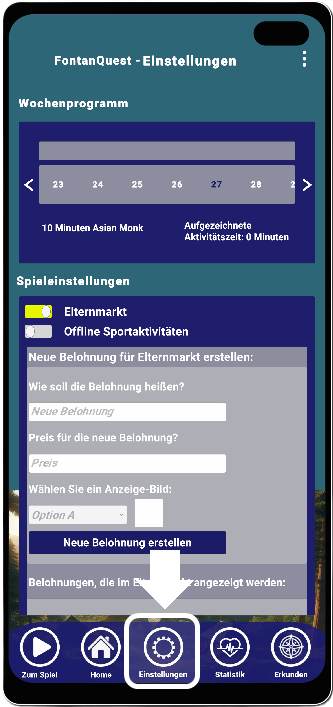 FontanQuest - Einstellungen
Wochenprogramm
23 24 25 26 27 28
10 Minuten Asian Monk
Aufgezeichnete
Aktivitätszeit: 0 Minuten
Spieleinstellungen
Elternmarkt
Offline Sportaktivitäten
Neue Belohnung für Elternmarkt erstellen:
Wie soll die Belohnung heißen?
Neue Belohnung
Preis für die neue Belohnung?
Preis
Wählen Sie ein Anzeige-Bild:
Option A
Neue Belohnung erstellen
Belohnungen, die im angezeigt werden:
Zum Spiel Home Einstellungen Statistik Erkunden